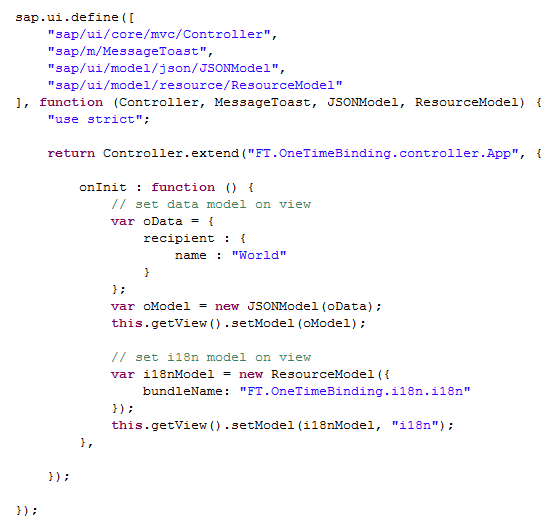 sap.ui.define([
    "sap/ui/core/mvc/Controller",
    "sap/m/MessageToast",
    "sap/ui/model/json/JSONModel",
    "sap/ui/model/resource/ResourceModel"
], function (Controller, MessageToast, JSONModel, ResourceModel) {
    "use strict";

    return Controller.extend("FT.OneTimeBinding.controller.App", {

        onInit : function () {
            // set data model on view
            var oData = {
                recipient : {
                    name : "World"
                }
            };
            var oModel = new JSONModel(oData);
            this.getView().setModel(oModel);

            // set i18n model on view
            var i18nModel = new ResourceModel({
                bundleName: "FT.OneTimeBinding.i18n.i18n"
            });
            this.getView().setModel(i18nModel, "i18n");
        },

    });

});